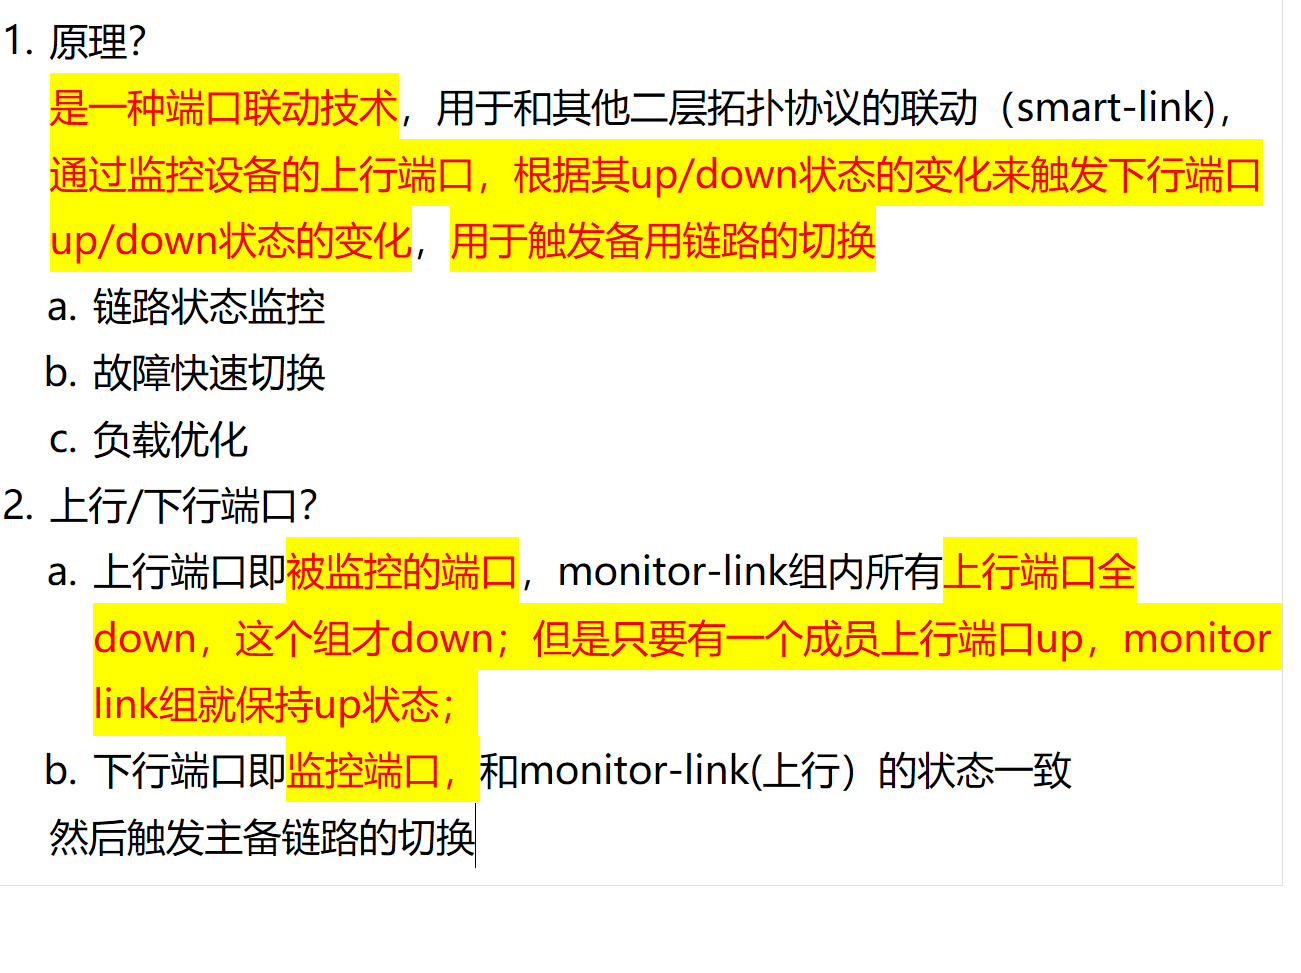 1. 原理？
是一种端口联动技术，用于和其他二层拓扑协议的联动（smart-link)，
通过监控设备的上行端口，根据其up/down状态的变化来触发下行端口
up/down状态的变化，用于触发备用链路的切换
a. 链路状态监控
b. 故障快速切换
c. 负载优化
2. 上行/下行端口？
a. 上行端口即被监控的端口，monitor-link组内所有上行端口全
down，这个组才down；但是只要有一个成员上行端口up，monitor
link组就保持up状态；
b. 下行端口即监控端口，和monitor-link(上行）的状态一致
然后触发主备链路的切换